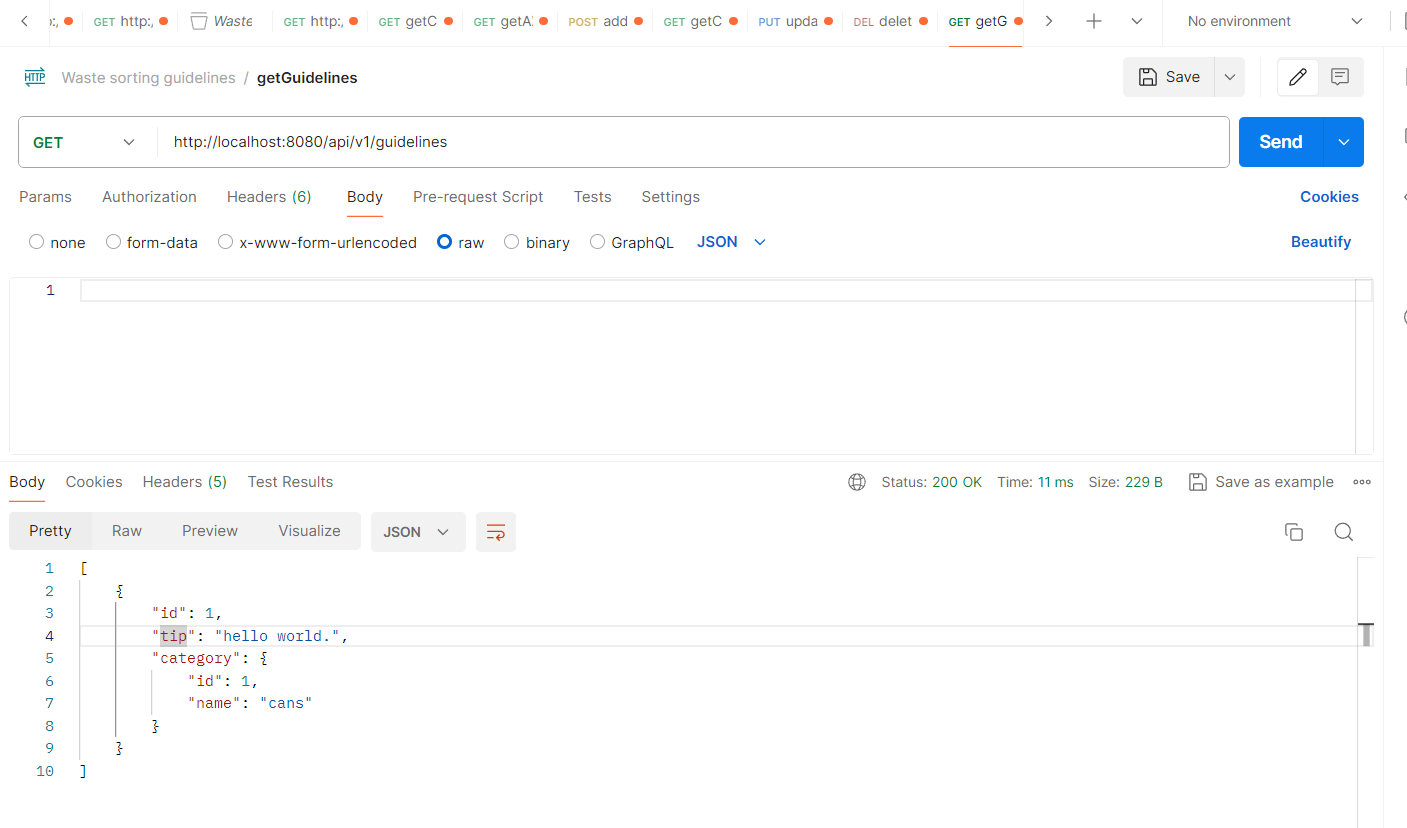 http:, GET http:, Waste GET http:, GET getC GET getA POST add GET getC PUT upda DEL delet GET getG No environment
HTTP Waste sorting guidelines / getGuidelines Save
GET http://localhost:8080/api/v1/guidelines Send
Params Authorization Headers (6) Body Pre-request Script Tests Settings Cookies
none form-data x-www-form-urlencoded raw binary GraphQL JSON Beautify
1
Body Cookies Headers (5) Test Results Status: 200 OK Time: 11 ms Size: 229 B Save as example
Pretty Raw Preview Visualize JSON
1 [
2 {
3 "id": 1,
4 "tip": "hello world.",
5 "category": {
6 "id": 1,
7 "name": "cans"
8 }
9 }
10 ]